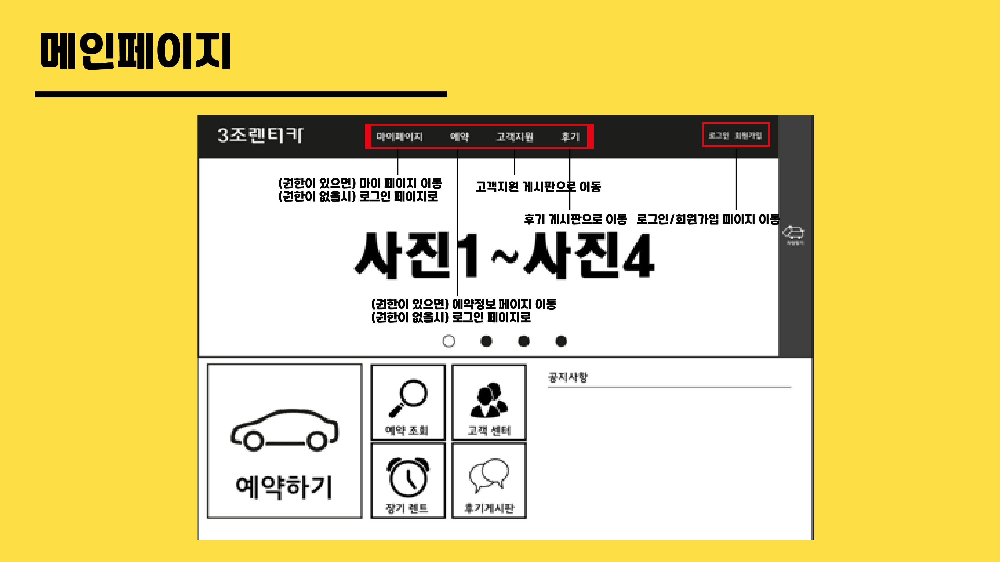 메인페이지
3조렌티카
마이페이지 예약 고객지원 후기
로그인 회원가입
(권한이 있으면) 마이 페이지 이동
(권한이 없을시) 로그인 페이지로
고객지원 게시판으로 이동
후기 게시판으로 이동
로그인/회원가입 페이지 이동
사진1~사진4
(권한이 있으면) 예약정보 페이지 이동
(권한이 없을시) 로그인 페이지로
예약하기
예약 조회
고객 센터
장기 렌트
후기게시판
공지사항